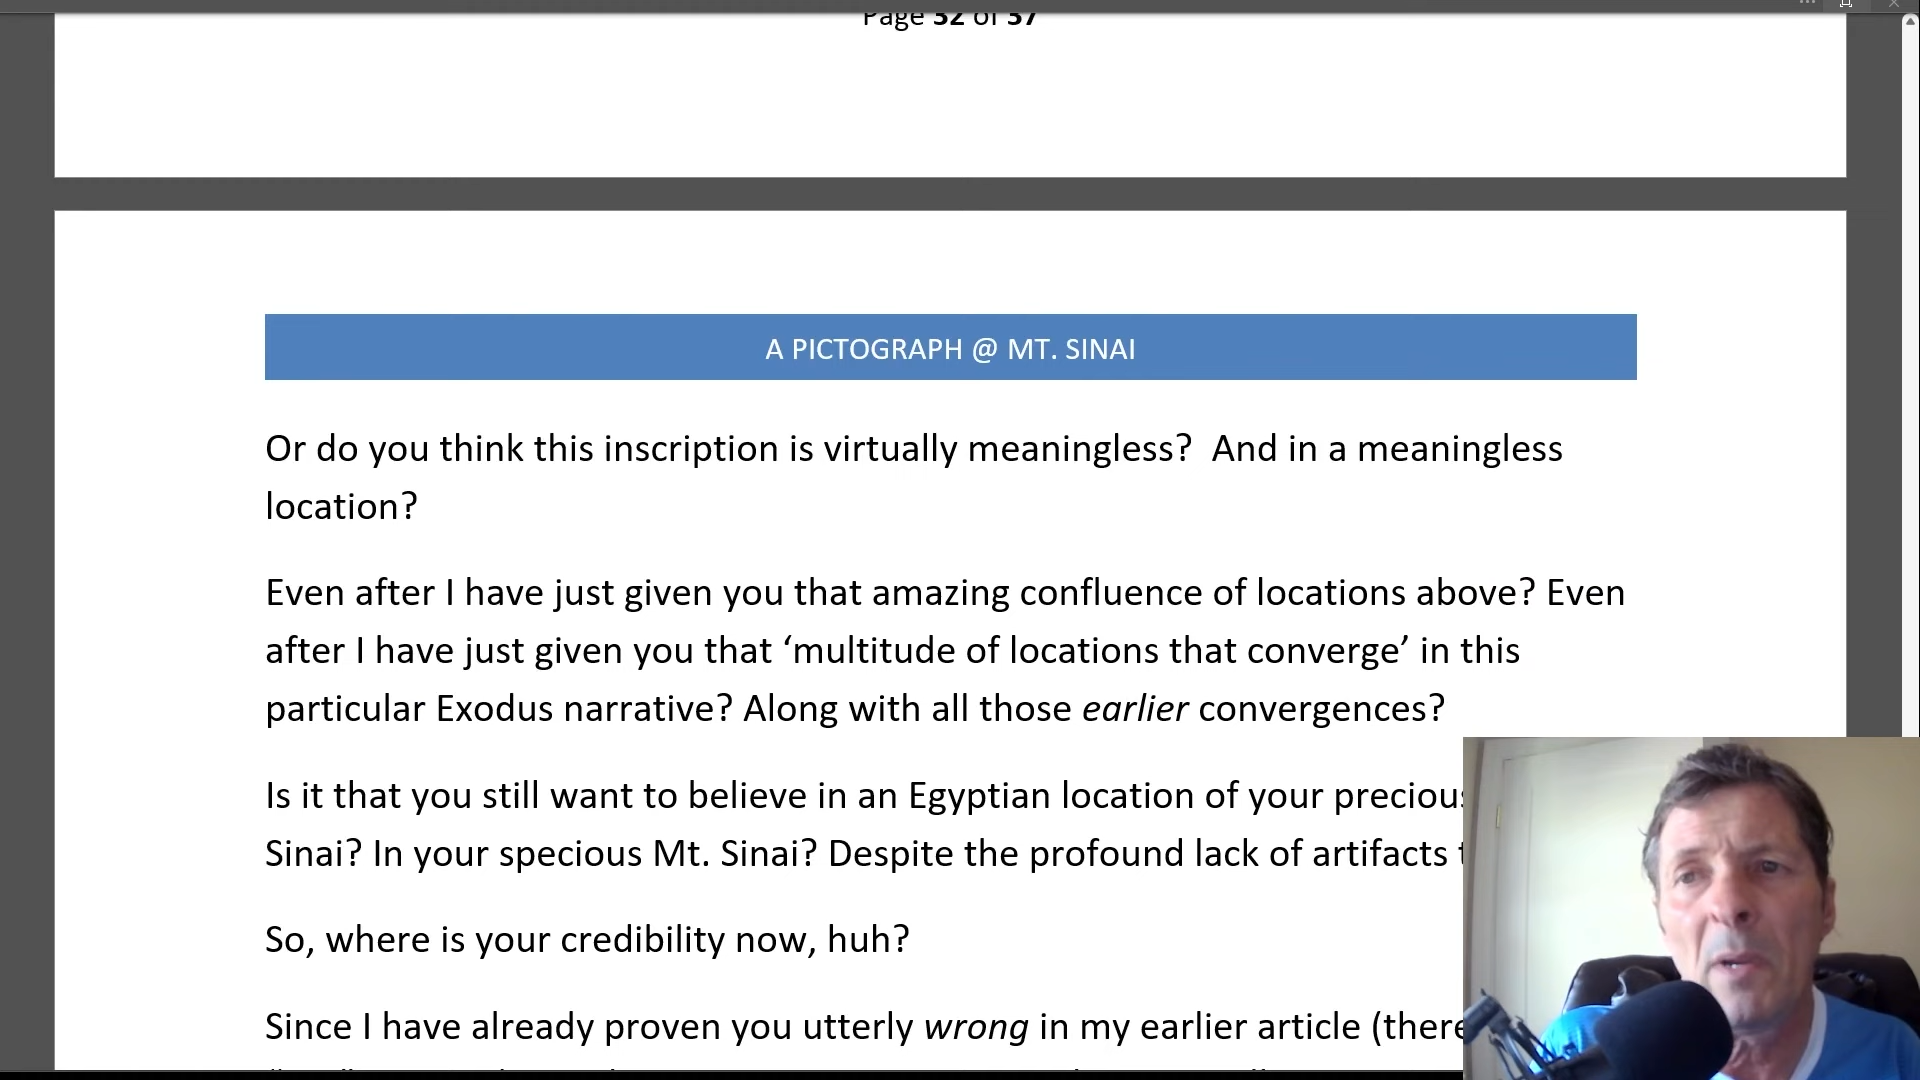 Page 32 of 37
A PICTOGRAPH @ MT. SINAI
Or do you think this inscription is virtually meaningless?  And in a meaningless
location?
Even after I have just given you that amazing confluence of locations above? Even
after I have just given you that ‘multitude of locations that converge’ in this
particular Exodus narrative? Along with all those earlier convergences?
Is it that you still want to believe in an Egyptian location of your precious
Sinai? In your specious Mt. Sinai? Despite the profound lack of artifacts
So, where is your credibility now, huh?
Since I have already proven you utterly wrong in my earlier article (there